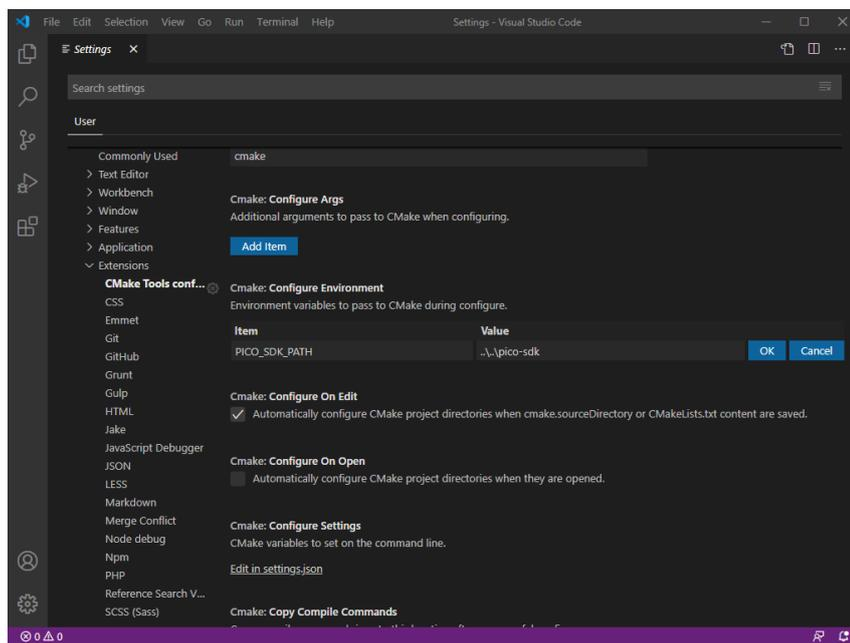 File Edit Selection View Go Run Terminal Help Settings - Visual Studio Code
Settings
Search settings
User
Commonly Used
Text Editor
Workbench
Window
Features
Application
Extensions
CMake Tools conf...
CSS
Emmet
Git
GitHub
Grunt
Gulp
HTML
Jake
JavaScript Debugger
JSON
LESS
Markdown
Merge Conflict
Node debug
Npm
PHP
Reference Search V...
SCSS (Sass)
cmake
Cmake: Configure Args
Additional arguments to pass to CMake when configuring.
Add Item
Cmake: Configure Environment
Environment variables to pass to CMake during configure.
Item Value
PICO_SDK_PATH ..\..\pico-sdk OK Cancel
Cmake: Configure On Edit
Automatically configure CMake project directories when cmake.sourceDirectory or CMakeLists.txt content are saved.
Cmake: Configure On Open
Automatically configure CMake project directories when they are opened.
Cmake: Configure Settings
CMake variables to set on the command line.
Edit in settings.json
Cmake: Copy Compile Commands
0 0